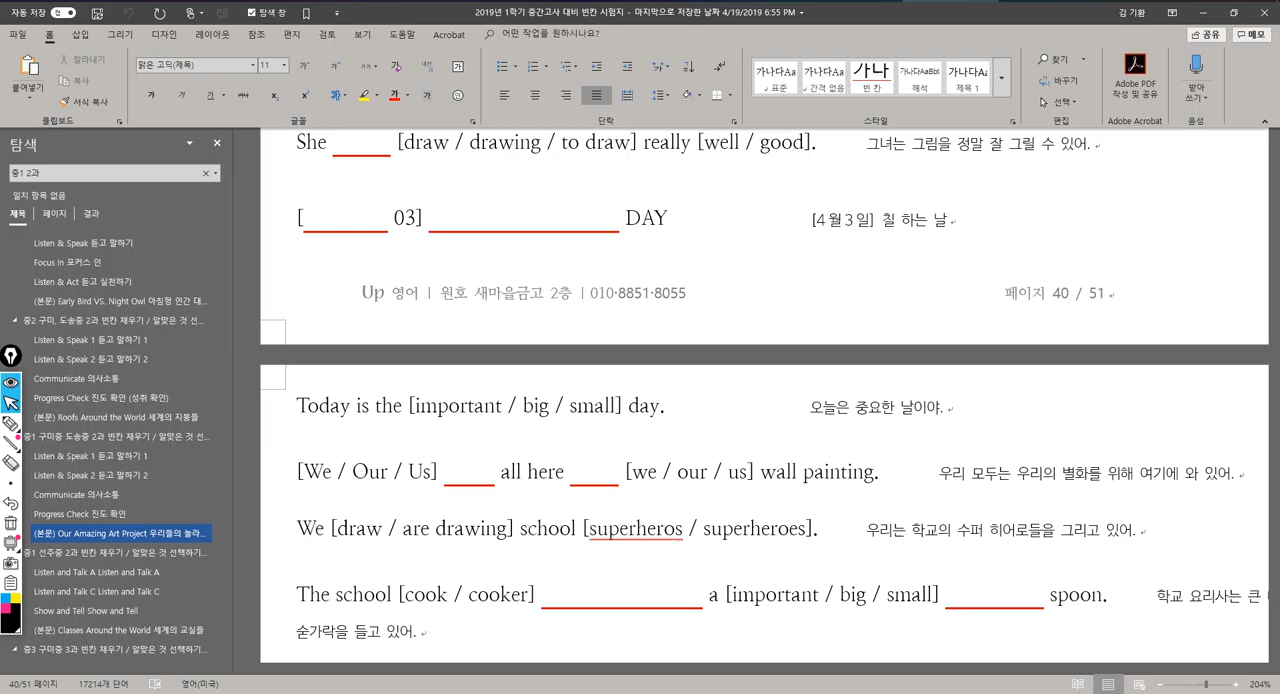 자동 저장 끔 탐색 창 2019년 1학기 중간고사 대비 빈칸 시험지 - 마지막으로 저장한 날짜 4/19/2019 6:55 PM 김 기환
파일 홈 삽입 그리기 디자인 레이아웃 참조 편지 검토 보기 도움말 Acrobat 어떤 작업을 원하시나요? 공유 메모
붙여넣기 잘라내기 복사 서식 복사
맑은 고딕(제목) 11
가나다Aa 가나다Aa 가나 가나다AaBb( 가나다Aa
표준 간격 없음 빈 칸 해석 제목 1
찾기 바꾸기 선택
Adobe PDF 작성 및 공유
받아쓰기
클립보드 글꼴 단락 스타일 편집 Adobe Acrobat 음성
탐색
중1 2과
일치 항목 없음
제목 페이지 결과
Listen & Speak 듣고 말하기
Focus In 포커스 인
Listen & Act 듣고 실천하기
(본문) Early Bird VS. Night Owl 아침형 인간 대...
중2 구미, 도송중 2과 빈칸 채우기 / 알맞은 것 선...
Listen & Speak 1 듣고 말하기 1
Listen & Speak 2 듣고 말하기 2
Communicate 의사소통
Progress Check 진도 확인 (성취 확인)
(본문) Roofs Around the World 세계의 지붕들
중1 구미중 도송중 2과 빈칸 채우기 / 알맞은 것 선...
Listen & Speak 1 듣고 말하기 1
Listen & Speak 2 듣고 말하기 2
Communicate 의사소통
Progress Check 진도 확인
(본문) Our Amazing Art Project 우리들의 놀라...
중1 선주중 2과 빈칸 채우기 / 알맞은 것 선택하기...
Listen and Talk A Listen and Talk A
Listen and Talk C Listen and Talk C
Show and Tell Show and Tell
(본문) Classes Around the World 세계의 교실들
중3 구미중 3과 빈칸 채우기 / 알맞은 것 선택하기...
She [draw / drawing / to draw] really [well / good]. 그녀는 그림을 정말 잘 그릴 수 있어.
[ 03] DAY [4월3일] 칠 하는 날
Up 영어 | 원호 새마을금고 2층 | 010·8851·8055 페이지 40 / 51
Today is the [important / big / small] day. 오늘은 중요한 날이야.
[We / Our / Us] all here [we / our / us] wall painting. 우리 모두는 우리의 벽화를 위해 여기에 와 있어.
We [draw / are drawing] school [superheros / superheroes]. 우리는 학교의 수퍼 히어로들을 그리고 있어.
The school [cook / cooker] a [important / big / small] spoon. 학교 요리사는 큰
숟가락을 들고 있어.
40/51 페이지 17214개 단어 영어(미국) 204%